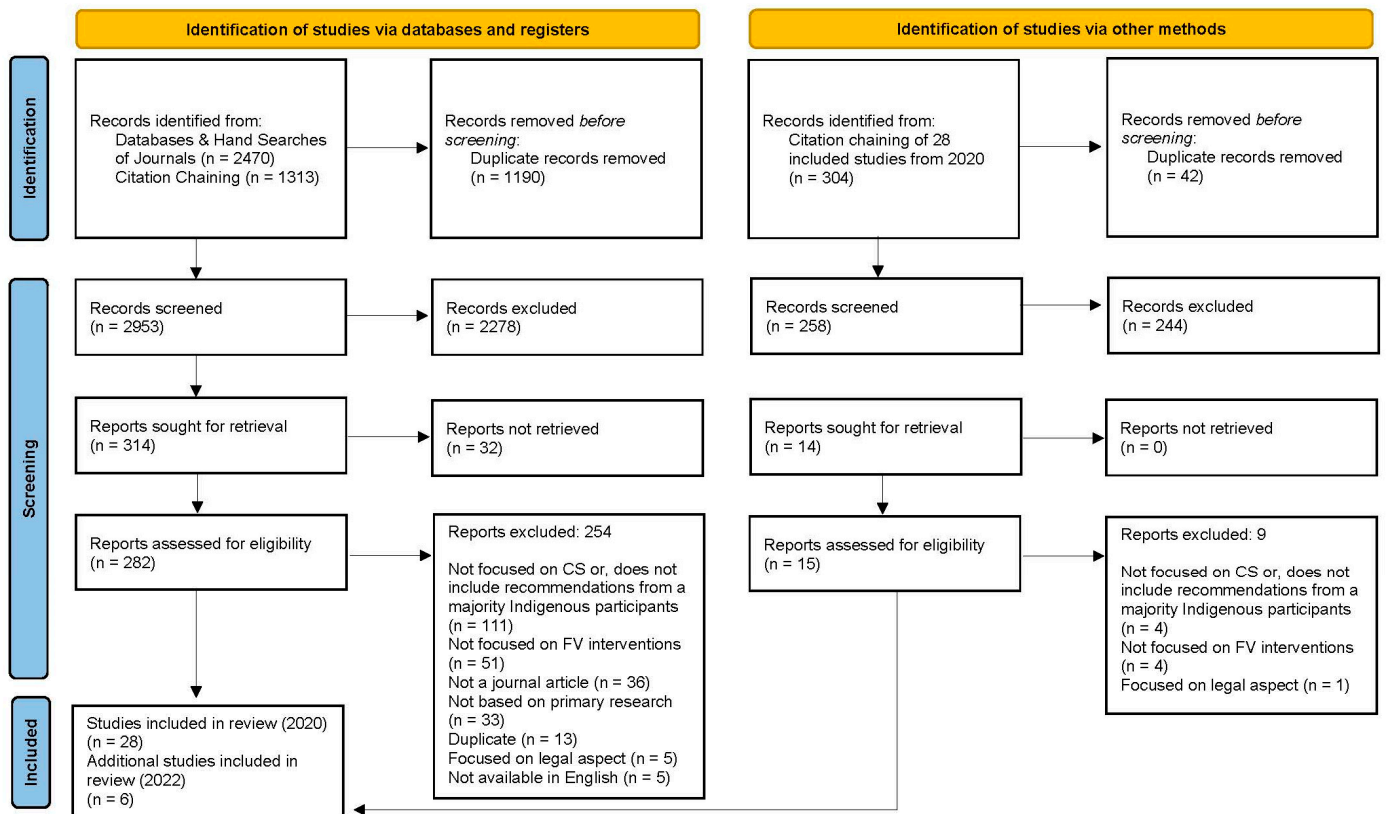 Identification of studies via databases and registers
Identification of studies via other methods
Identification
Records identified from:
Databases & Hand Searches
of Journals (n = 2470)
Citation Chaining (n = 1313)
Records removed before
screening:
Duplicate records removed
(n = 1190)
Records identified from:
Citation chaining of 28
included studies from 2020
(n = 304)
Records removed before
screening:
Duplicate records removed
(n = 42)
Screening
Records screened
(n = 2953)
Records excluded
(n = 2278)
Records screened
(n = 258)
Records excluded
(n = 244)
Reports sought for retrieval
(n = 314)
Reports not retrieved
(n = 32)
Reports sought for retrieval
(n = 14)
Reports not retrieved
(n = 0)
Reports assessed for eligibility
(n = 282)
Reports excluded: 254
Not focused on CS or, does not
include recommendations from a
majority Indigenous participants
(n = 111)
Not focused on FV interventions
(n = 51)
Not a journal article (n = 36)
Not based on primary research
(n = 33)
Duplicate (n = 13)
Focused on legal aspect (n = 5)
Not available in English (n = 5)
Reports assessed for eligibility
(n = 15)
Reports excluded: 9
Not focused on CS or, does not
include recommendations from a
majority Indigenous participants
(n = 4)
Not focused on FV interventions
(n = 4)
Focused on legal aspect (n = 1)
Included
Studies included in review (2020)
(n = 28)
Additional studies included in
review (2022)
(n = 6)